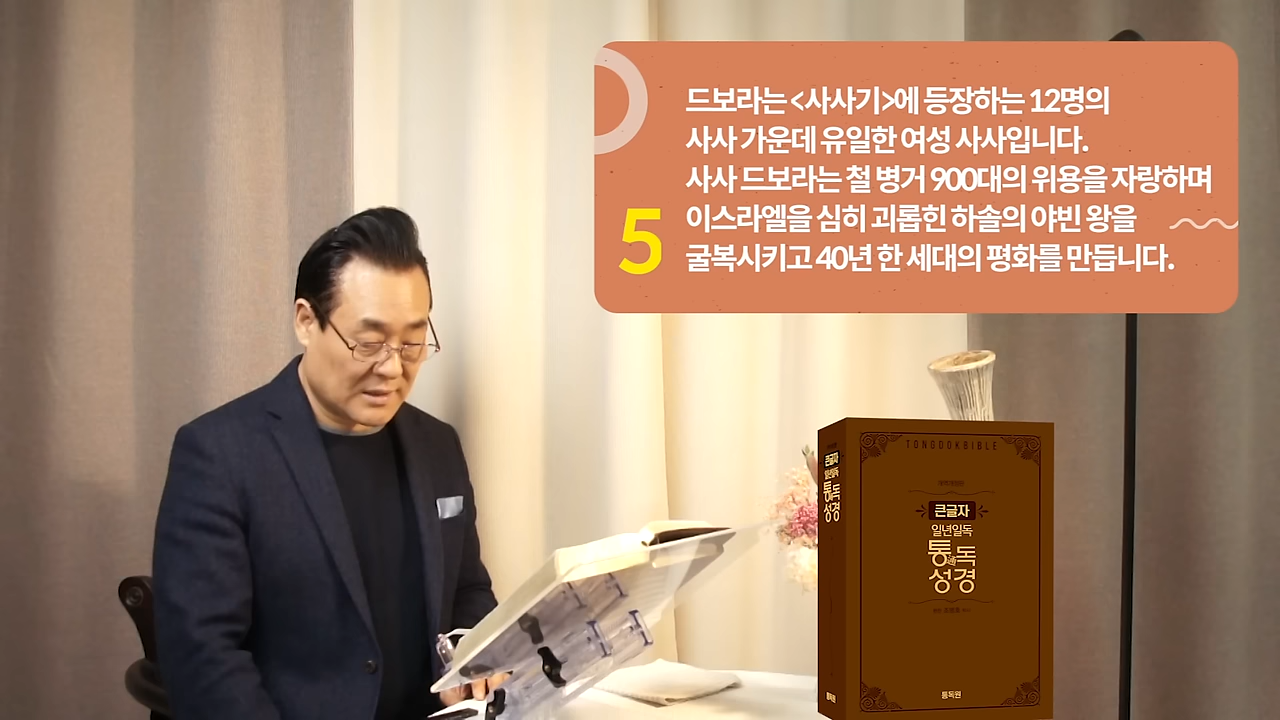 드보라는 <사사기>에 등장하는 12명의
사사 가운데 유일한 여성 사사입니다.
사사 드보라는 철 병거 900대의 위용을 자랑하며
이스라엘을 심히 괴롭힌 하솔의 야빈 왕을
굴복시키고 40년 한 세대의 평화를 만듭니다.
5
TONGDOKBIBLE
큰글자
일년일독
통독
성경
통독원
큰글자
일년일독
통독
성경
통독원